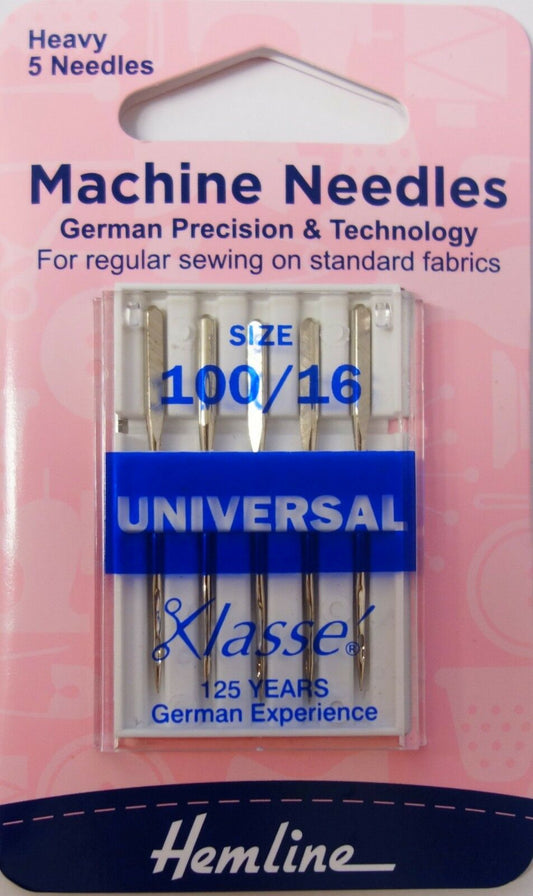 Heavy
5 Needles
Machine Needles
German Precision & Technology
For regular sewing on standard fabrics
SIZE
100/16
UNIVERSAL
Klassé®
125 YEARS
German Experience
Hemline